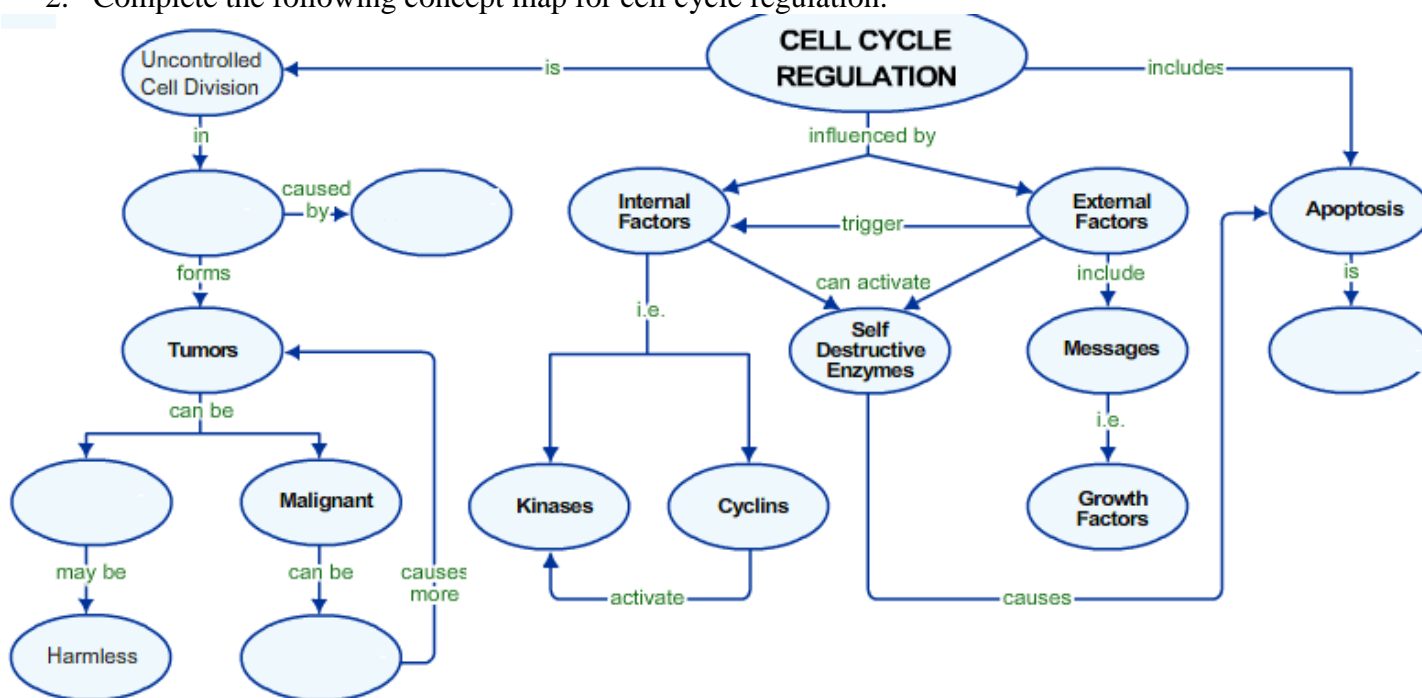 2. Complete the following concept map for cell cycle regulation.
CELL CYCLE
REGULATION
is
includes
Uncontrolled
Cell Division
in
influenced by
caused
by
Internal
Factors
trigger
External
Factors
Apoptosis
forms
can activate
include
is
i.e.
Tumors
Self
Destructive
Enzymes
Messages
can be
i.e.
Malignant
Kinases
Cyclins
Growth
Factors
may be
can be
causes
more
activate
causes
Harmless